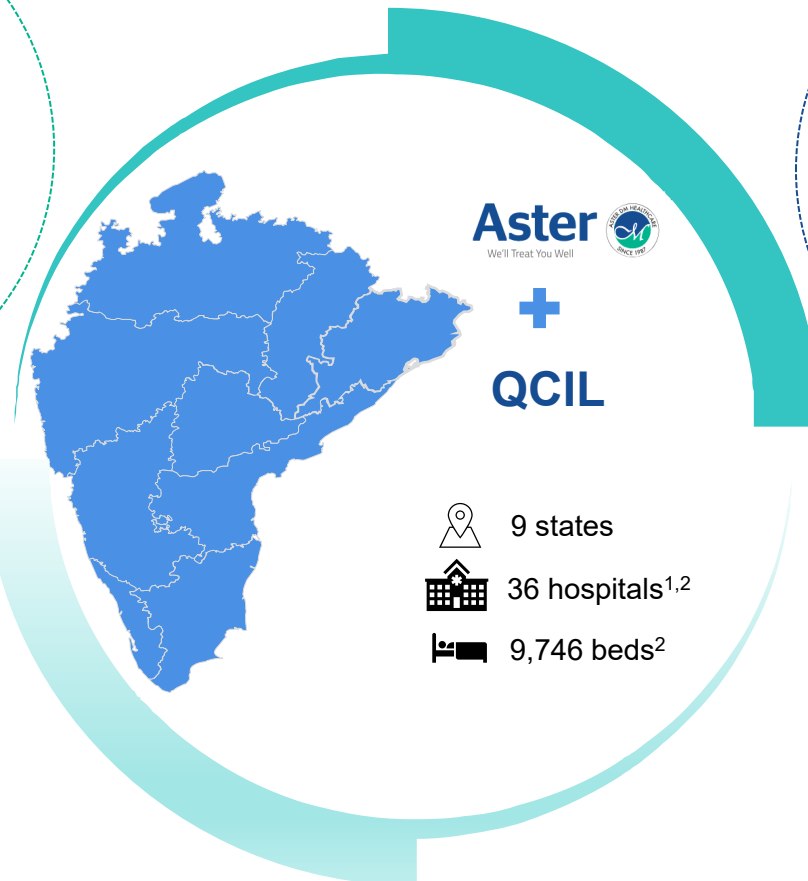 Aster
We'll Treat You Well
ASTER DM HEALTHCARE
SINCE 1987
QCIL
9 states
36 hospitals1,2
9,746 beds2